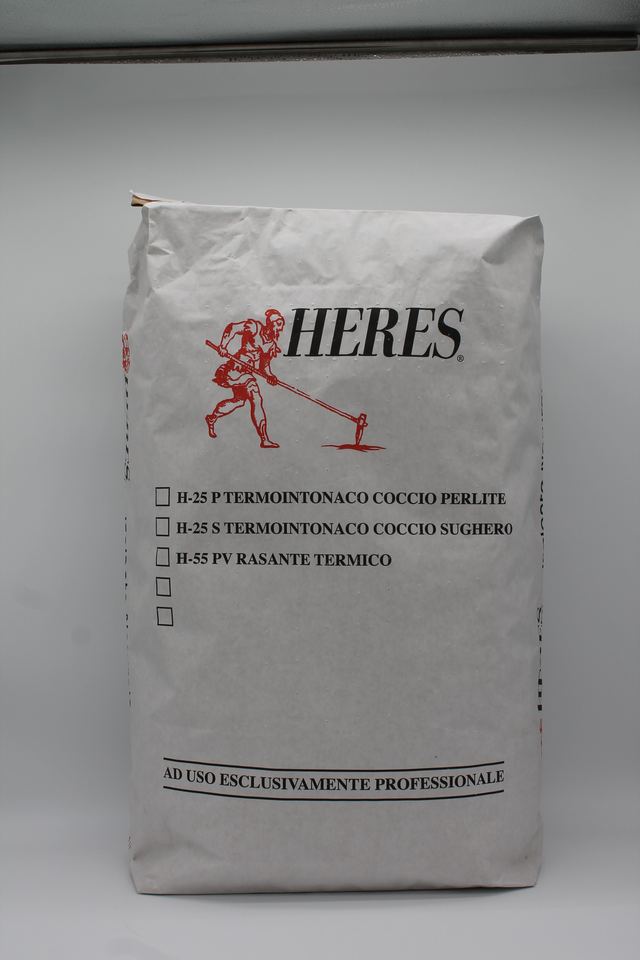 HERES®
H-25 P TERMOINTONACO COCCIO PERLITE
H-25 S TERMOINTONACO COCCIO SUGHERO
H-55 PV RASANTE TERMICO
AD USO ESCLUSIVAMENTE PROFESSIONALE